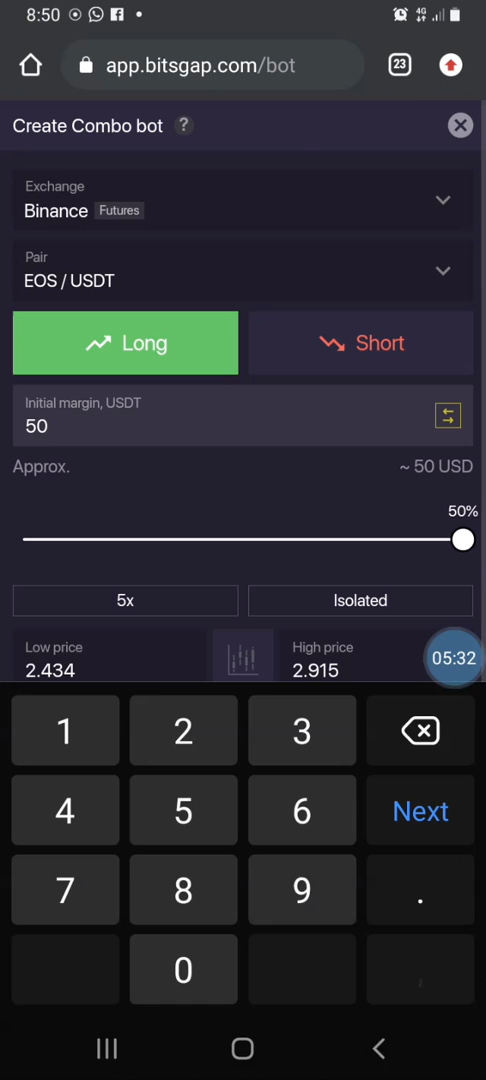 8:50
4G
app.bitsgap.com/bot
23
Create Combo bot ?
Exchange
Binance Futures
Pair
EOS / USDT
Long
Short
Initial margin, USDT
50
Approx.
~ 50 USD
50%
5x
Isolated
Low price
2.434
High price
2.915
05:32
1 2 3
4 5 6 Next
7 8 9 .
0 ,